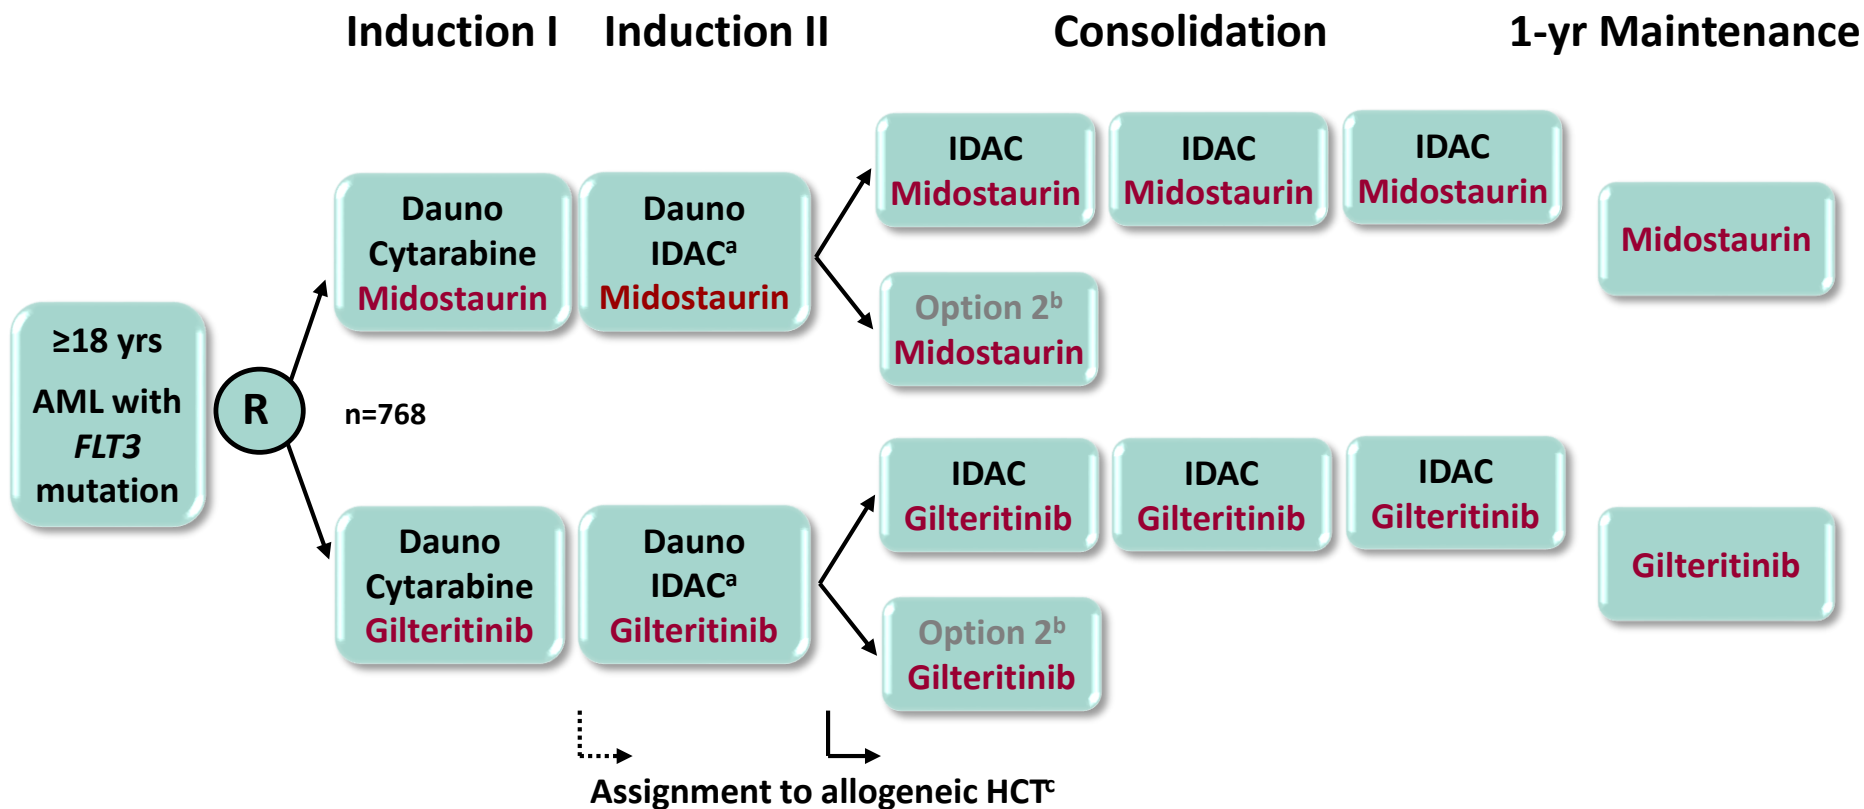 Induction I
Induction II
Consolidation
1-yr Maintenance
≥18 yrs
AML with
FLT3
mutation
R
n=768
Dauno
Cytarabine
Midostaurin
Dauno
IDACᵃ
Midostaurin
IDAC
Midostaurin
IDAC
Midostaurin
IDAC
Midostaurin
Option 2ᵇ
Midostaurin
Midostaurin
Dauno
Cytarabine
Gilteritinib
Dauno
IDACᵃ
Gilteritinib
IDAC
Gilteritinib
IDAC
Gilteritinib
IDAC
Gilteritinib
Option 2ᵇ
Gilteritinib
Gilteritinib
Assignment to allogeneic HCTᶜ